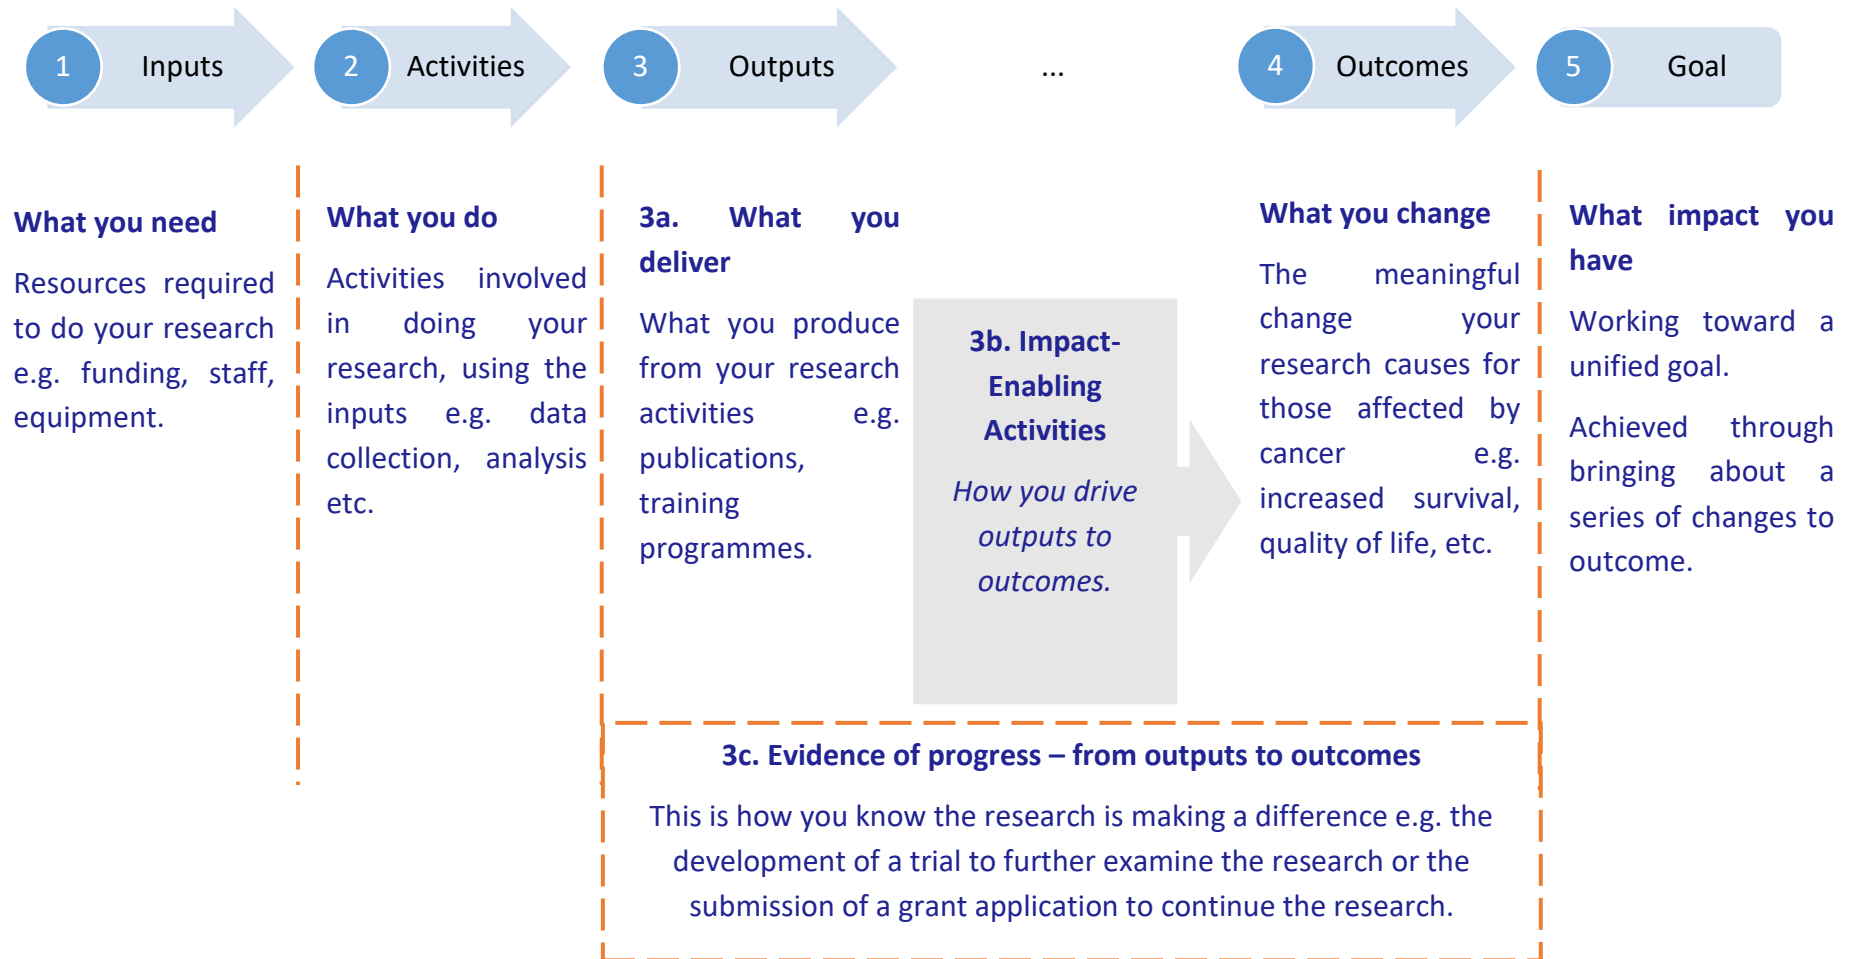 1 Inputs
2 Activities
3 Outputs
...
4 Outcomes
5 Goal
What you need
Resources required
to do your research
e.g. funding, staff,
equipment.
What you do
Activities involved
in doing your
research, using the
inputs e.g. data
collection, analysis
etc.
3a. What you
deliver
What you produce
from your research
activities e.g.
publications,
training
programmes.
3b. Impact-
Enabling
Activities
How you drive
outputs to
outcomes.
What you change
The meaningful
change your
research causes for
those affected by
cancer e.g.
increased survival,
quality of life, etc.
What impact you
have
Working toward a
unified goal.
Achieved through
bringing about a
series of changes to
outcome.
3c. Evidence of progress – from outputs to outcomes
This is how you know the research is making a difference e.g. the
development of a trial to further examine the research or the
submission of a grant application to continue the research.